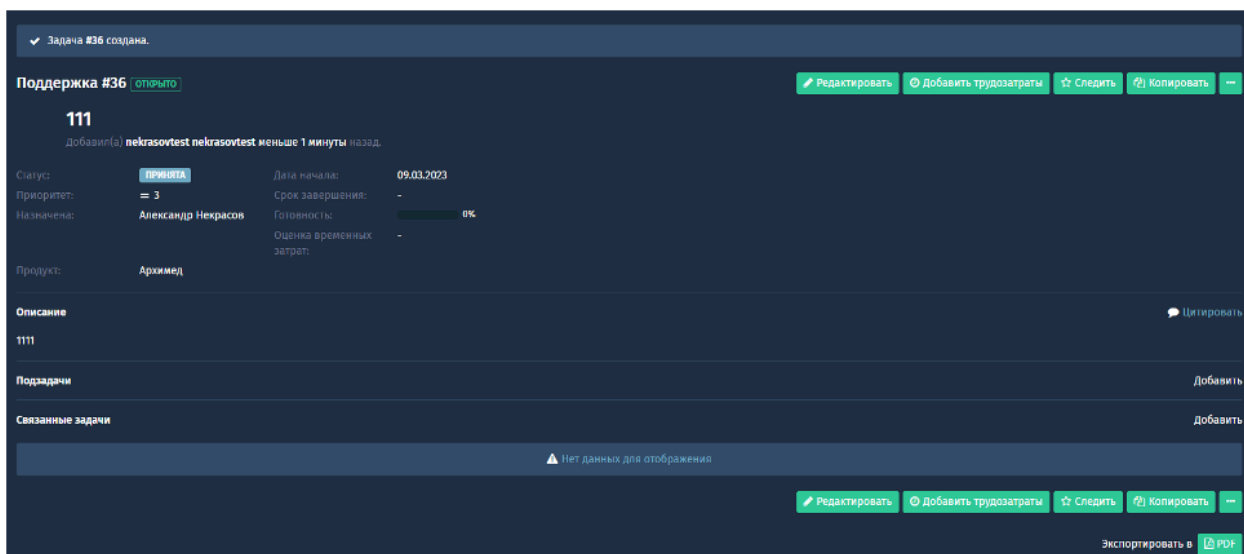 Задача #36 создана.
Поддержка #36 ОТКРЫТО
Редактировать Добавить трудозатраты Следить Копировать
111
Добавил(а) nekrasovtest nekrasovtest меньше 1 минуты назад.
Статус: ПРИНЯТА Дата начала: 09.03.2023
Приоритет: = 3 Срок завершения: -
Назначена: Александр Некрасов Готовность: 0%
Оценка временных -
затрат:
Продукт: Архимед
Описание Цитировать
1111
Подзадачи Добавить
Связанные задачи Добавить
Нет данных для отображения
Редактировать Добавить трудозатраты Следить Копировать
Экспортировать в PDF